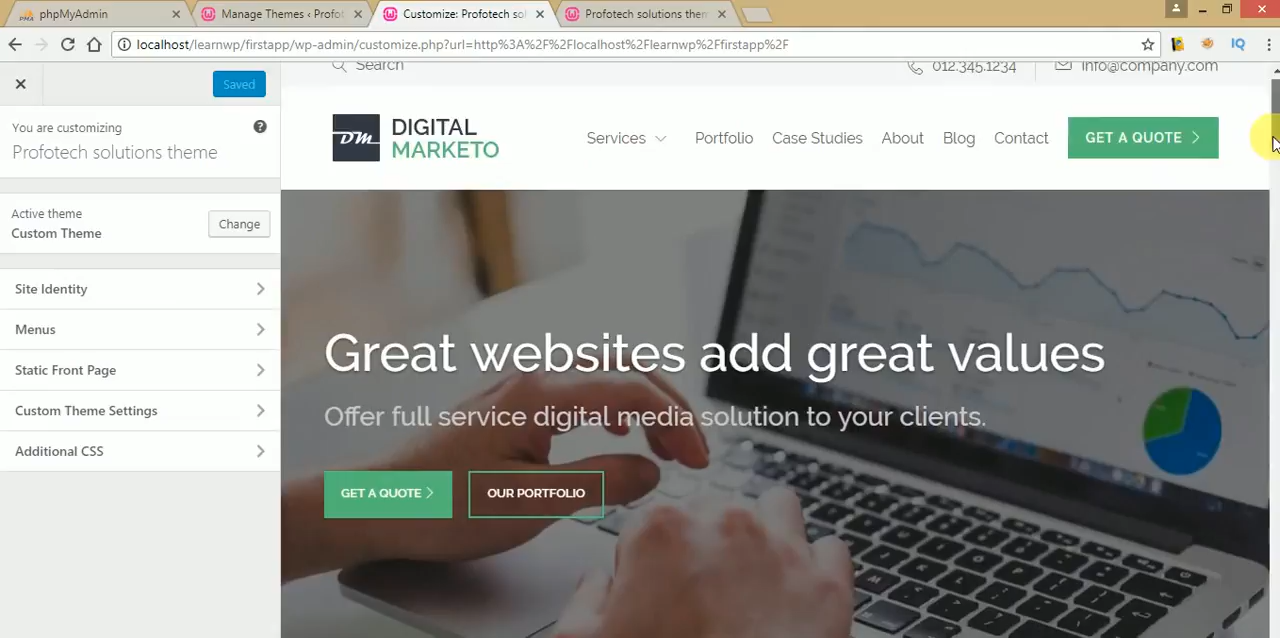 phpMyAdmin
Manage Themes ‹ Profot
Customize: Profotech sol
Profotech solutions them
localhost/learnwp/firstapp/wp-admin/customize.php?url=http%3A%2F%2Flocalhost%2Flearnwp%2Ffirstapp%2F
IQ
Saved
You are customizing
Profotech solutions theme
Active theme
Custom Theme
Change
Site Identity
Menus
Static Front Page
Custom Theme Settings
Additional CSS
Search
012.345.1234
info@company.com
DM
DIGITAL
MARKETO
Services
Portfolio
Case Studies
About
Blog
Contact
GET A QUOTE
Great websites add great values
Offer full service digital media solution to your clients.
GET A QUOTE
OUR PORTFOLIO